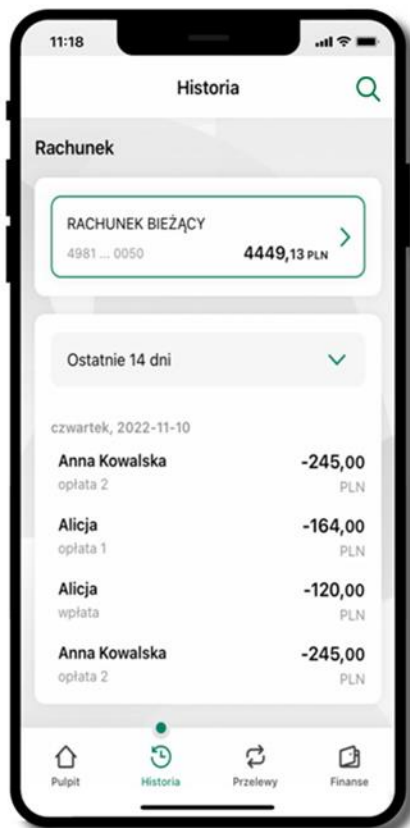 11:18
Historia
Rachunek
RACHUNEK BIEŻĄCY
4981 ... 0050
4449,13 PLN
Ostatnie 14 dni
czwartek, 2022-11-10
Anna Kowalska
-245,00
opłata 2
PLN
Alicja
-164,00
opłata 1
PLN
Alicja
-120,00
wpłata
PLN
Anna Kowalska
-245,00
opłata 2
PLN
Pulpit
Historia
Przelewy
Finanse